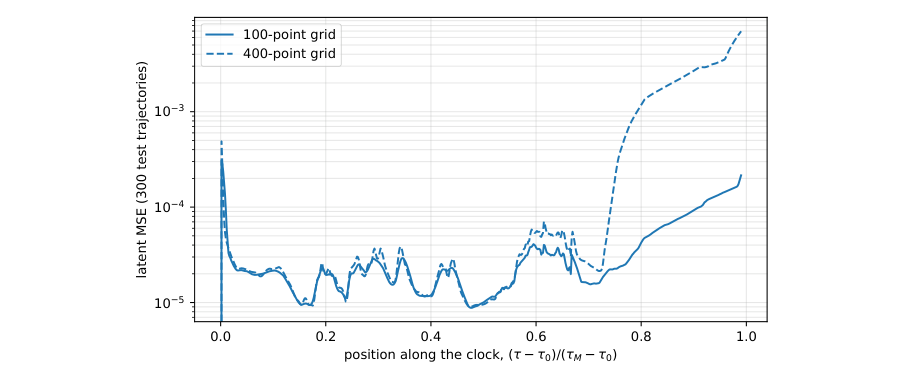 100-point grid
400-point grid
latent MSE (300 test trajectories)
10⁻³
10⁻⁴
10⁻⁵
0.0 0.2 0.4 0.6 0.8 1.0
position along the clock, (τ − τ₀)/(τ_M − τ₀)